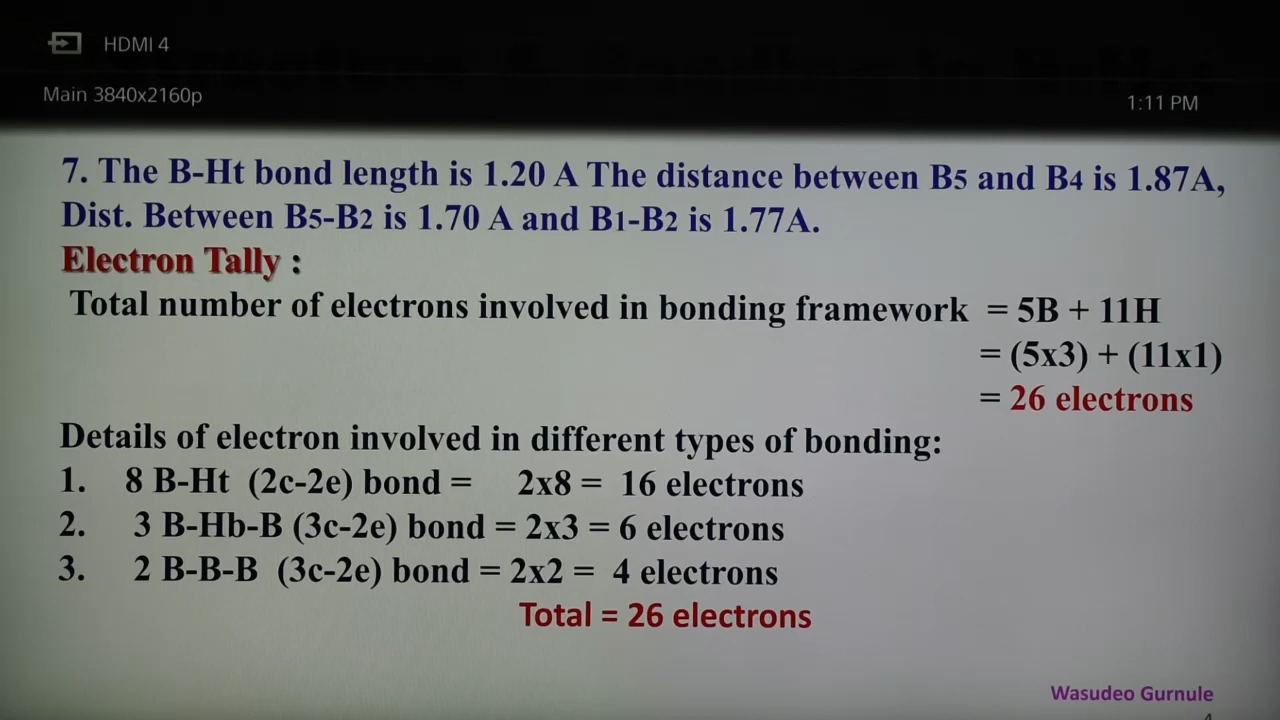 HDMI 4
Main 3840x2160p
1:11 PM
7. The B-Ht bond length is 1.20 A The distance between B5 and B4 is 1.87A,
Dist. Between B5-B2 is 1.70 A and B1-B2 is 1.77A.
Electron Tally :
Total number of electrons involved in bonding framework = 5B + 11H
= (5x3) + (11x1)
= 26 electrons
Details of electron involved in different types of bonding:
1. 8 B-Ht (2c-2e) bond = 2x8 = 16 electrons
2. 3 B-Hb-B (3c-2e) bond = 2x3 = 6 electrons
3. 2 B-B-B (3c-2e) bond = 2x2 = 4 electrons
Total = 26 electrons
Wasudeo Gurnule